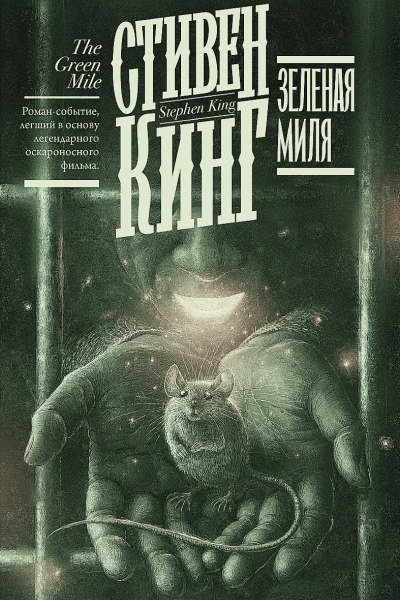 The
Green
Mile
Роман-событие,
легший в основу
легендарного
оскароносного
фильма.
СТИВЕН
Stephen King
КИНГ
ЗЕЛЕНАЯ
МИЛЯ